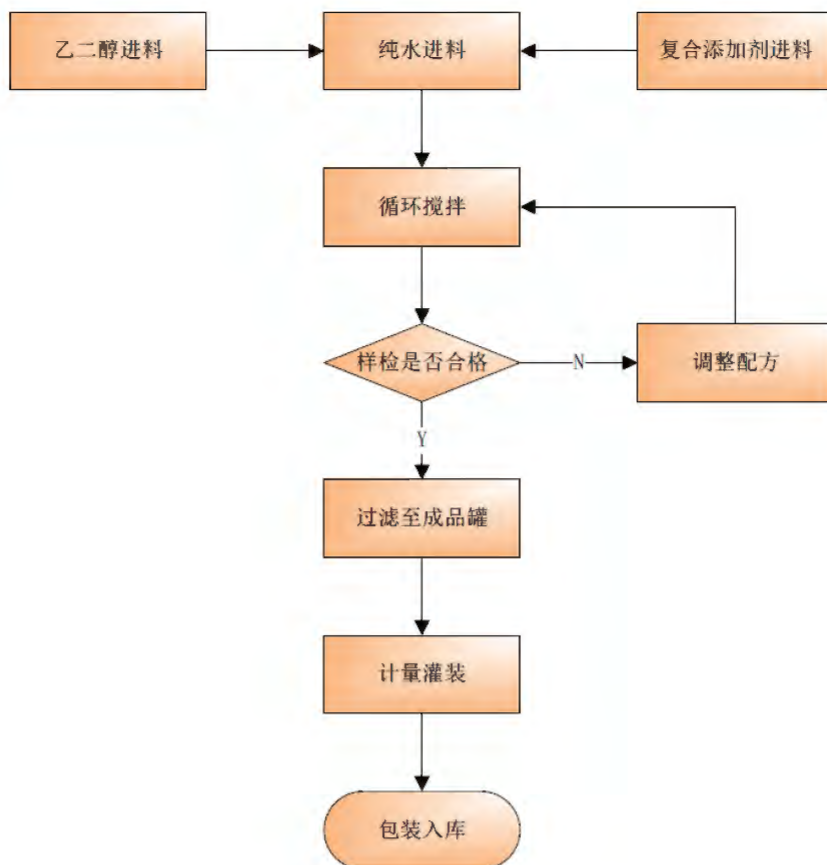 乙二醇进料
纯水进料
复合添加剂进料
循环搅拌
样检是否合格
N
调整配方
Y
过滤至成品罐
计量灌装
包装入库